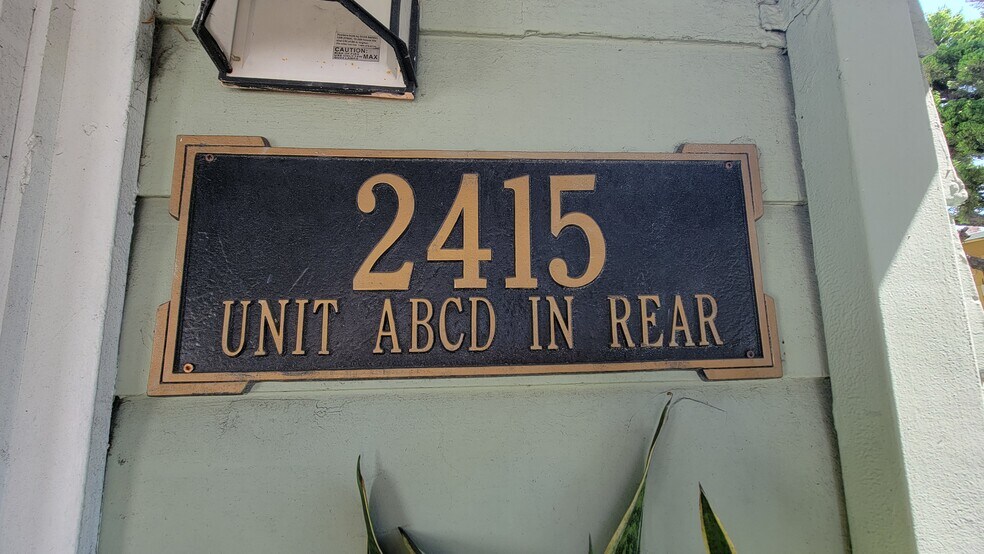 CAUTION:
MAX
2415
UNIT ABCD IN REAR